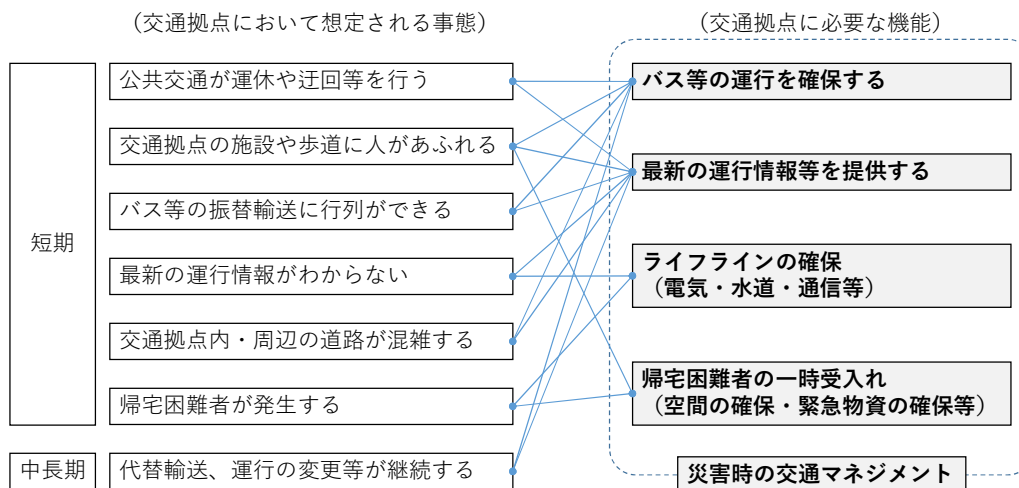 （交通拠点において想定される事態）
（交通拠点に必要な機能）
短期
公共交通が運休や迂回等を行う
交通拠点の施設や歩道に人があふれる
バス等の振替輸送に行列ができる
最新の運行情報がわからない
交通拠点内・周辺の道路が混雑する
帰宅困難者が発生する
中長期
代替輸送、運行の変更等が継続する
バス等の運行を確保する
最新の運行情報等を提供する
ライフラインの確保
（電気・水道・通信等）
帰宅困難者の一時受入れ
（空間の確保・緊急物資の確保等）
災害時の交通マネジメント